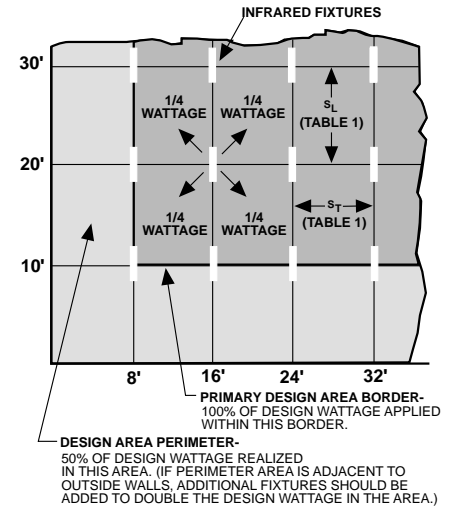 INFRARED FIXTURES
30'
1/4
WATTAGE
1/4
WATTAGE
SL
(TABLE 1)
20'
1/4
WATTAGE
1/4
WATTAGE
ST
(TABLE 1)
10'
8'
16'
24'
32'
PRIMARY DESIGN AREA BORDER-
100% OF DESIGN WATTAGE APPLIED
WITHIN THIS BORDER.
DESIGN AREA PERIMETER-
50% OF DESIGN WATTAGE REALIZED
IN THIS AREA. (IF PERIMETER AREA IS ADJACENT TO
OUTSIDE WALLS, ADDITIONAL FIXTURES SHOULD BE
ADDED TO DOUBLE THE DESIGN WATTAGE IN THE AREA.)